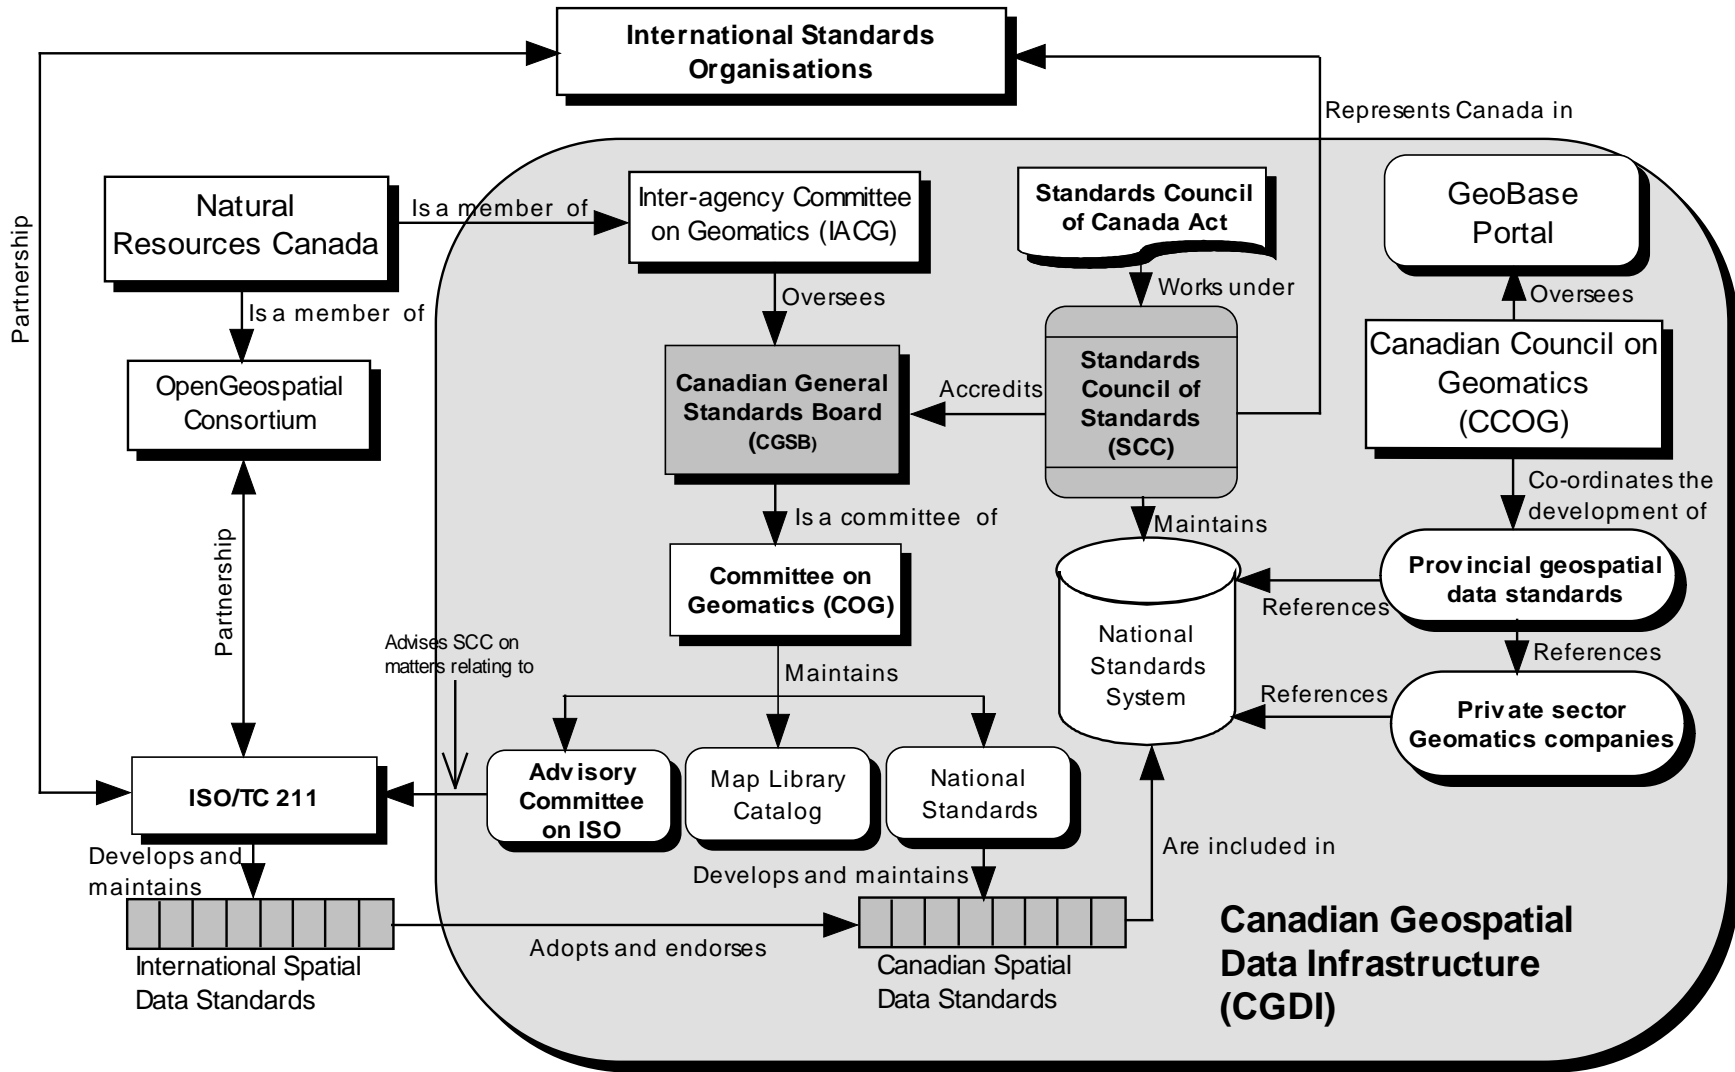 International Standards
Organisations
Represents Canada in
Partnership
Natural
Resources Canada
Is a member of
Inter-agency Committee
on Geomatics (IACG)
Standards Council
of Canada Act
GeoBase
Portal
Is a member of
Oversees
Works under
Oversees
OpenGeospatial
Consortium
Canadian General
Standards Board
(CGSB)
Accredits
Standards
Council of
Standards
(SCC)
Canadian Council on
Geomatics
(CCOG)
Is a committee of
Maintains
Co-ordinates the
development of
Partnership
Committee on
Geomatics (COG)
National
Standards
System
References
Provincial geospatial
data standards
References
Advises SCC on
matters relating to
Maintains
References
Private sector
Geomatics companies
ISO/TC 211
Advisory
Committee
on ISO
Map Library
Catalog
National
Standards
Develops and
maintains
Develops and maintains
Are included in
Adopts and endorses
International Spatial
Data Standards
Canadian Spatial
Data Standards
Canadian Geospatial
Data Infrastructure
(CGDI)